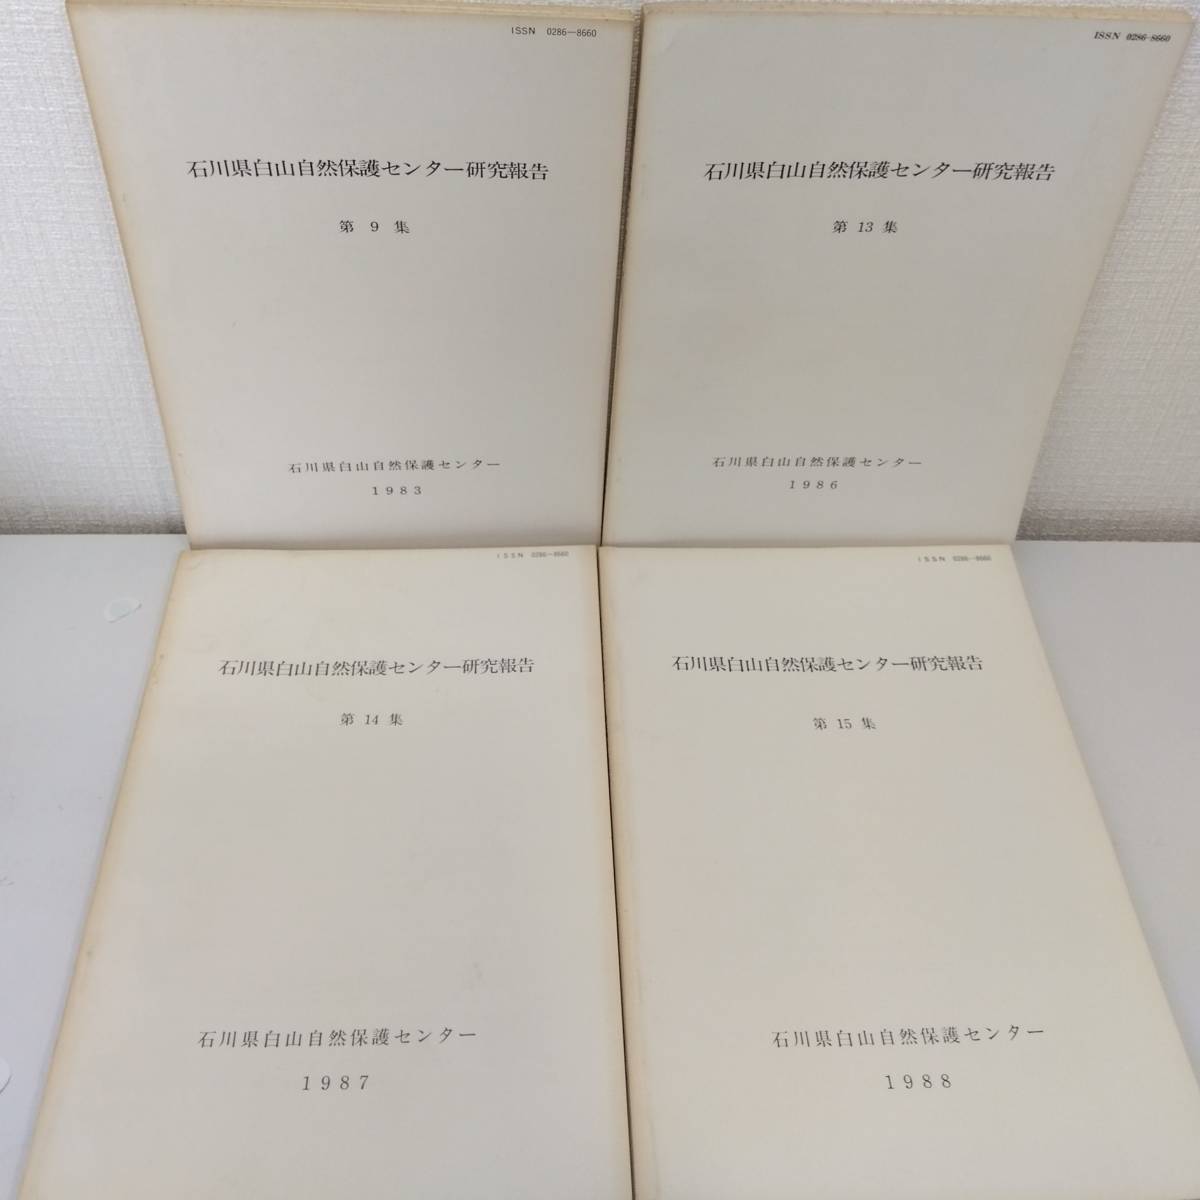 ISSN 0286-8660
石川県白山自然保護センター研究報告
第 9 集
石川県白山自然保護センター
1983
ISSN 0286-8660
石川県白山自然保護センター研究報告
第 13 集
石川県白山自然保護センター
1986
ISSN 0286-8660
石川県白山自然保護センター研究報告
第 14 集
石川県白山自然保護センター
1987
ISSN 0286-8660
石川県白山自然保護センター研究報告
第 15 集
石川県白山自然保護センター
1988